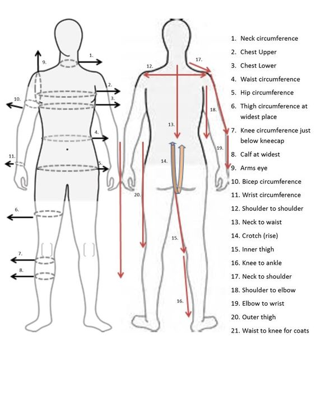 1. Neck circumference
2. Chest Upper
3. Chest Lower
4. Waist circumference
5. Hip circumference
6. Thigh circumference at
widest place
7. Knee circumference just
below kneecap
8. Calf at widest
9. Arms eye
10. Bicep circumference
11. Wrist circumference
12. Shoulder to shoulder
13. Neck to waist
14. Crotch (rise)
15. Inner thigh
16. Knee to ankle
17. Neck to shoulder
18. Shoulder to elbow
19. Elbow to wrist
20. Outer thigh
21. Waist to knee for coats
1.
9.
10.
2.
4.
11.
6.
7.
8.
12.
17.
18.
13.
19.
14.
20.
15.
16.